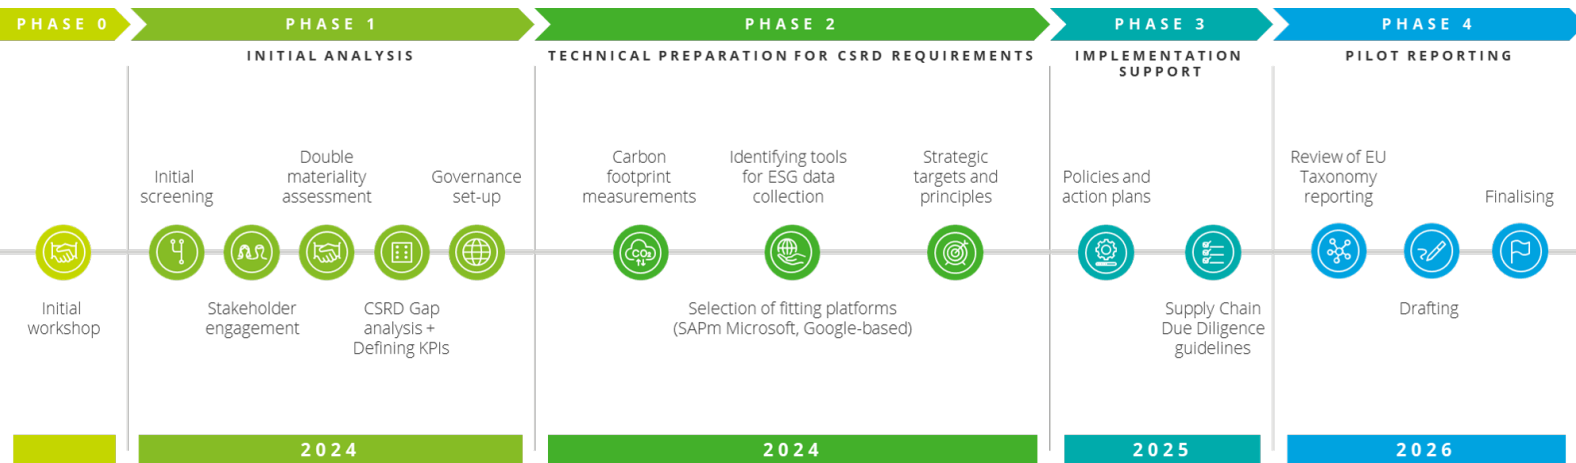 PHASE 0
PHASE 1
PHASE 2
PHASE 3
PHASE 4
INITIAL ANALYSIS
TECHNICAL PREPARATION FOR CSRD REQUIREMENTS
IMPLEMENTATION
SUPPORT
PILOT REPORTING
Initial
workshop
Initial
screening
Stakeholder
engagement
Double
materiality
assessment
CSRD Gap
analysis +
Defining KPIs
Governance
set-up
Carbon
footprint
measurements
CO₂
Identifying tools
for ESG data
collection
Selection of fitting platforms
(SAPm Microsoft, Google-based)
Strategic
targets and
principles
Policies and
action plans
Supply Chain
Due Diligence
guidelines
Review of EU
Taxonomy
reporting
Drafting
Finalising
2024
2024
2025
2026